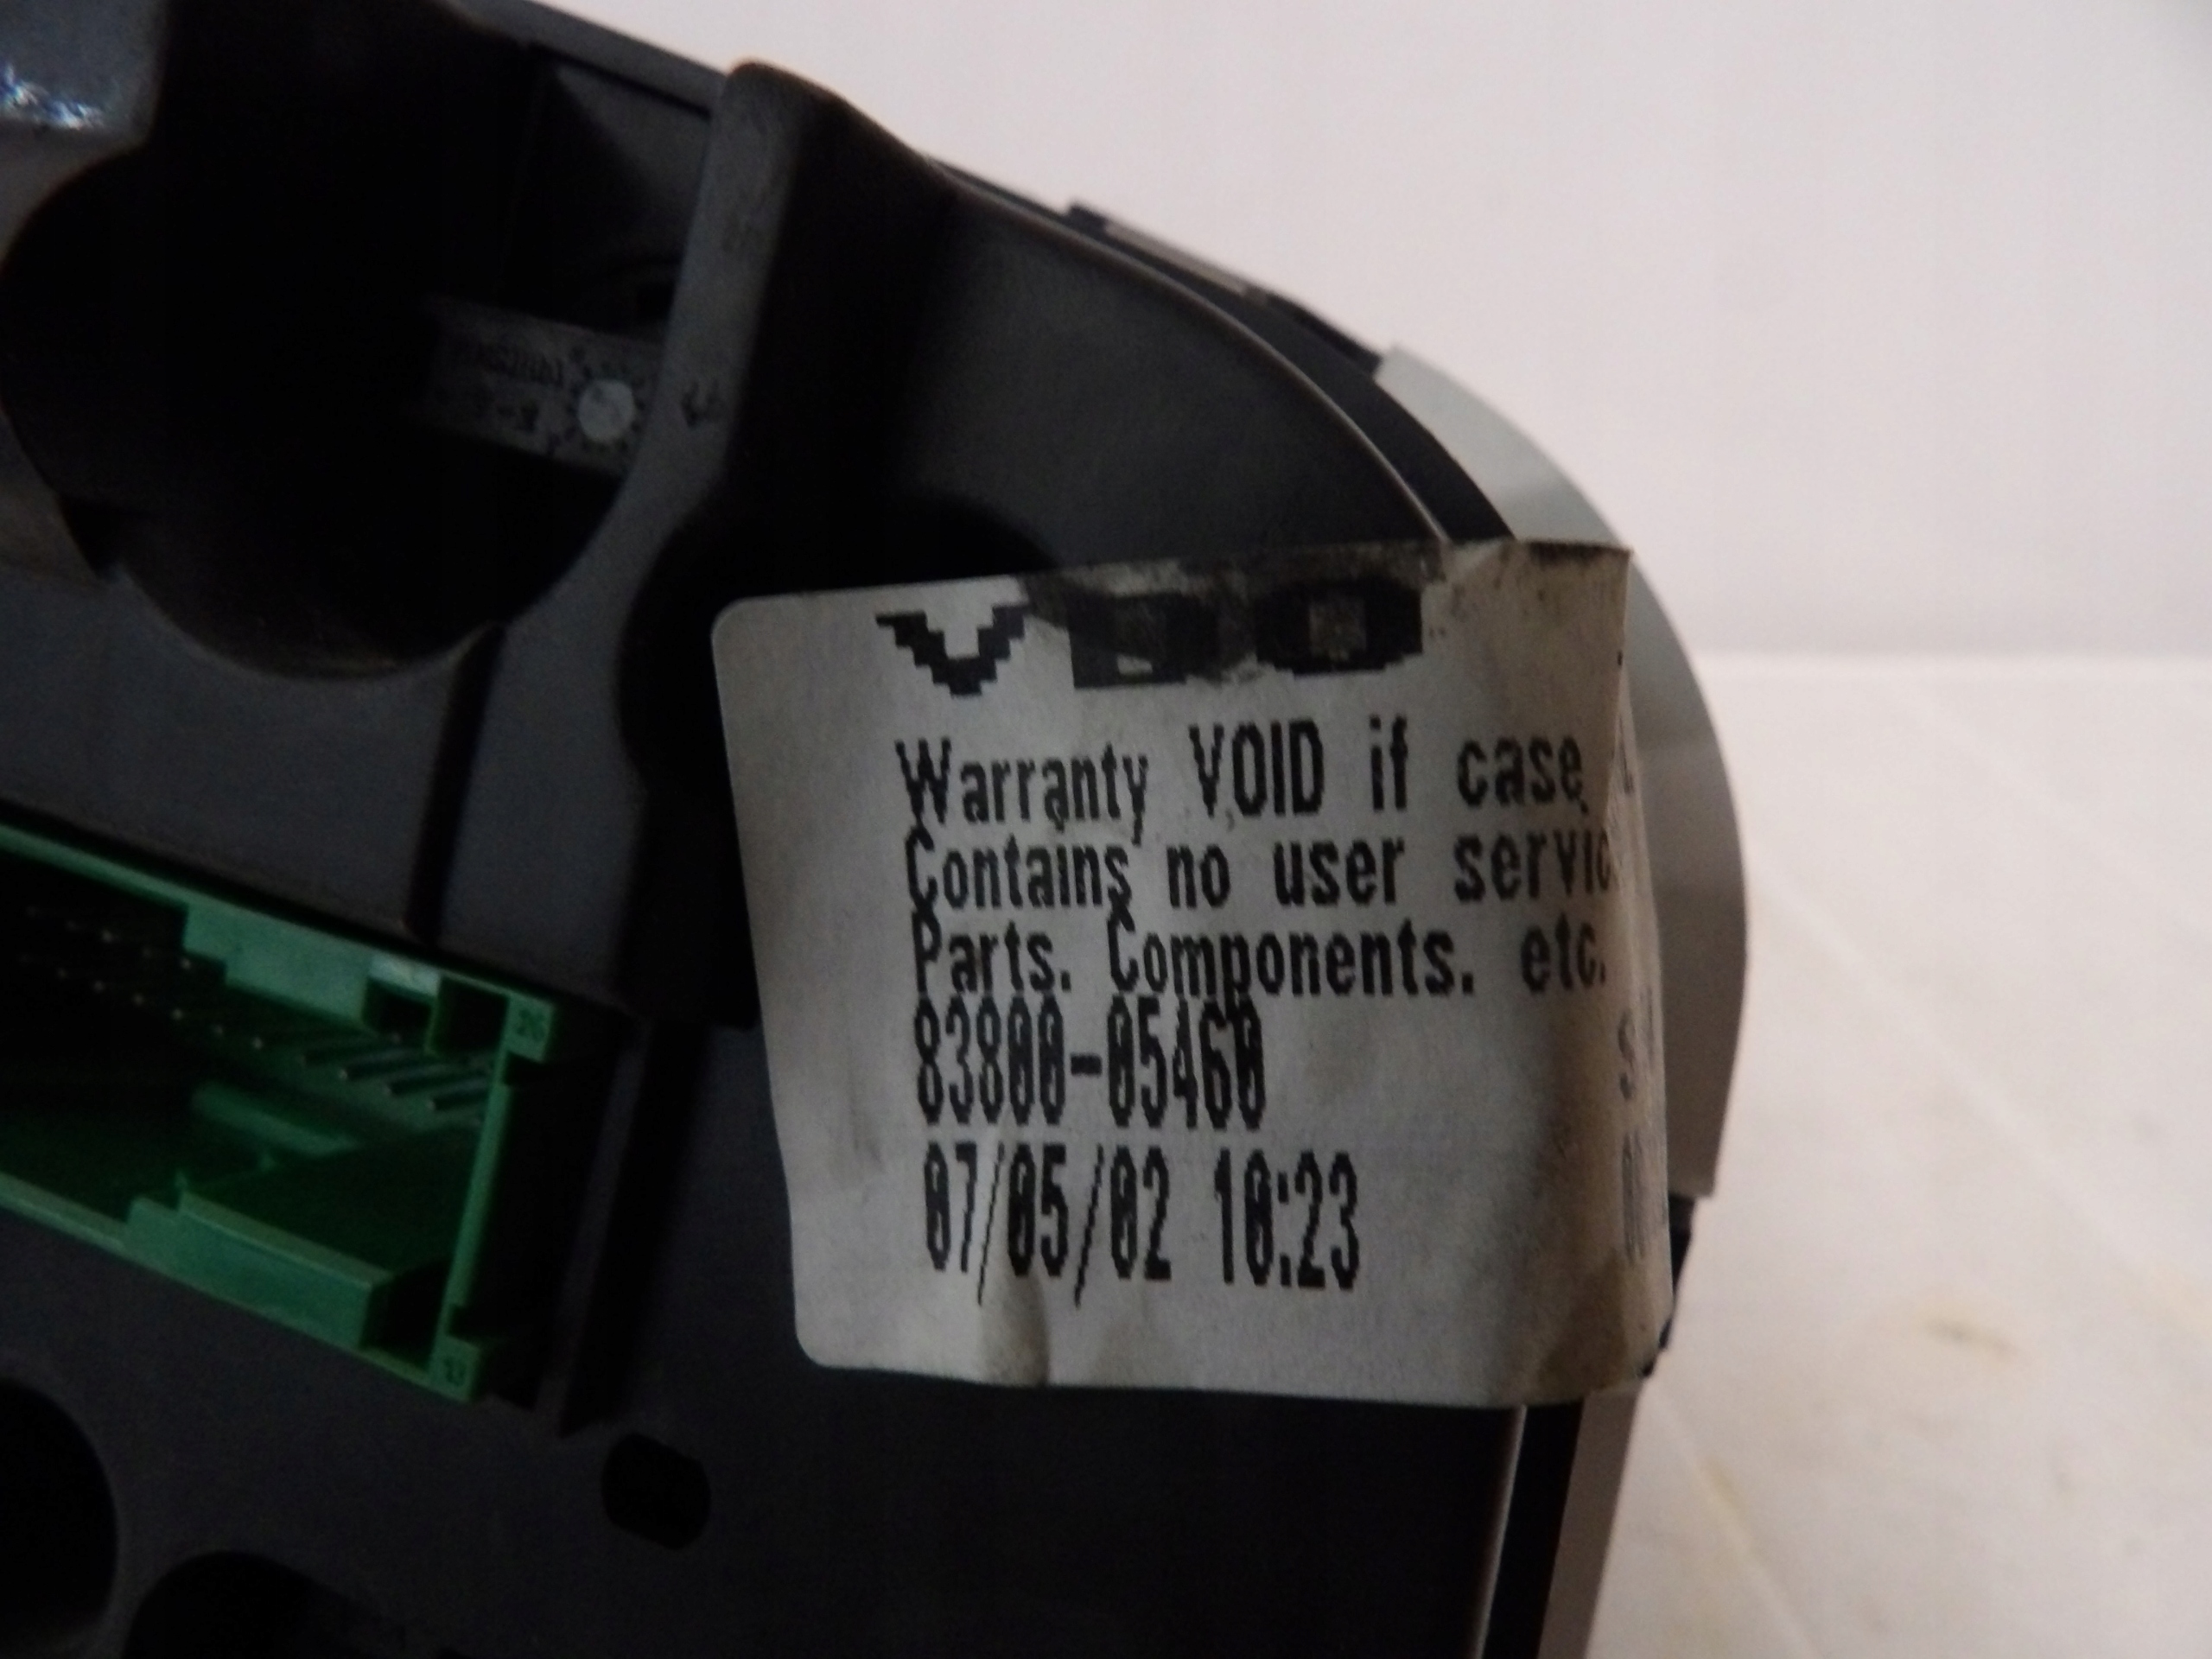 VDO
Warranty VOID if case
Contains no user servic
Parts. Components. etc.
83800-05460
07/05/02 10:23
26